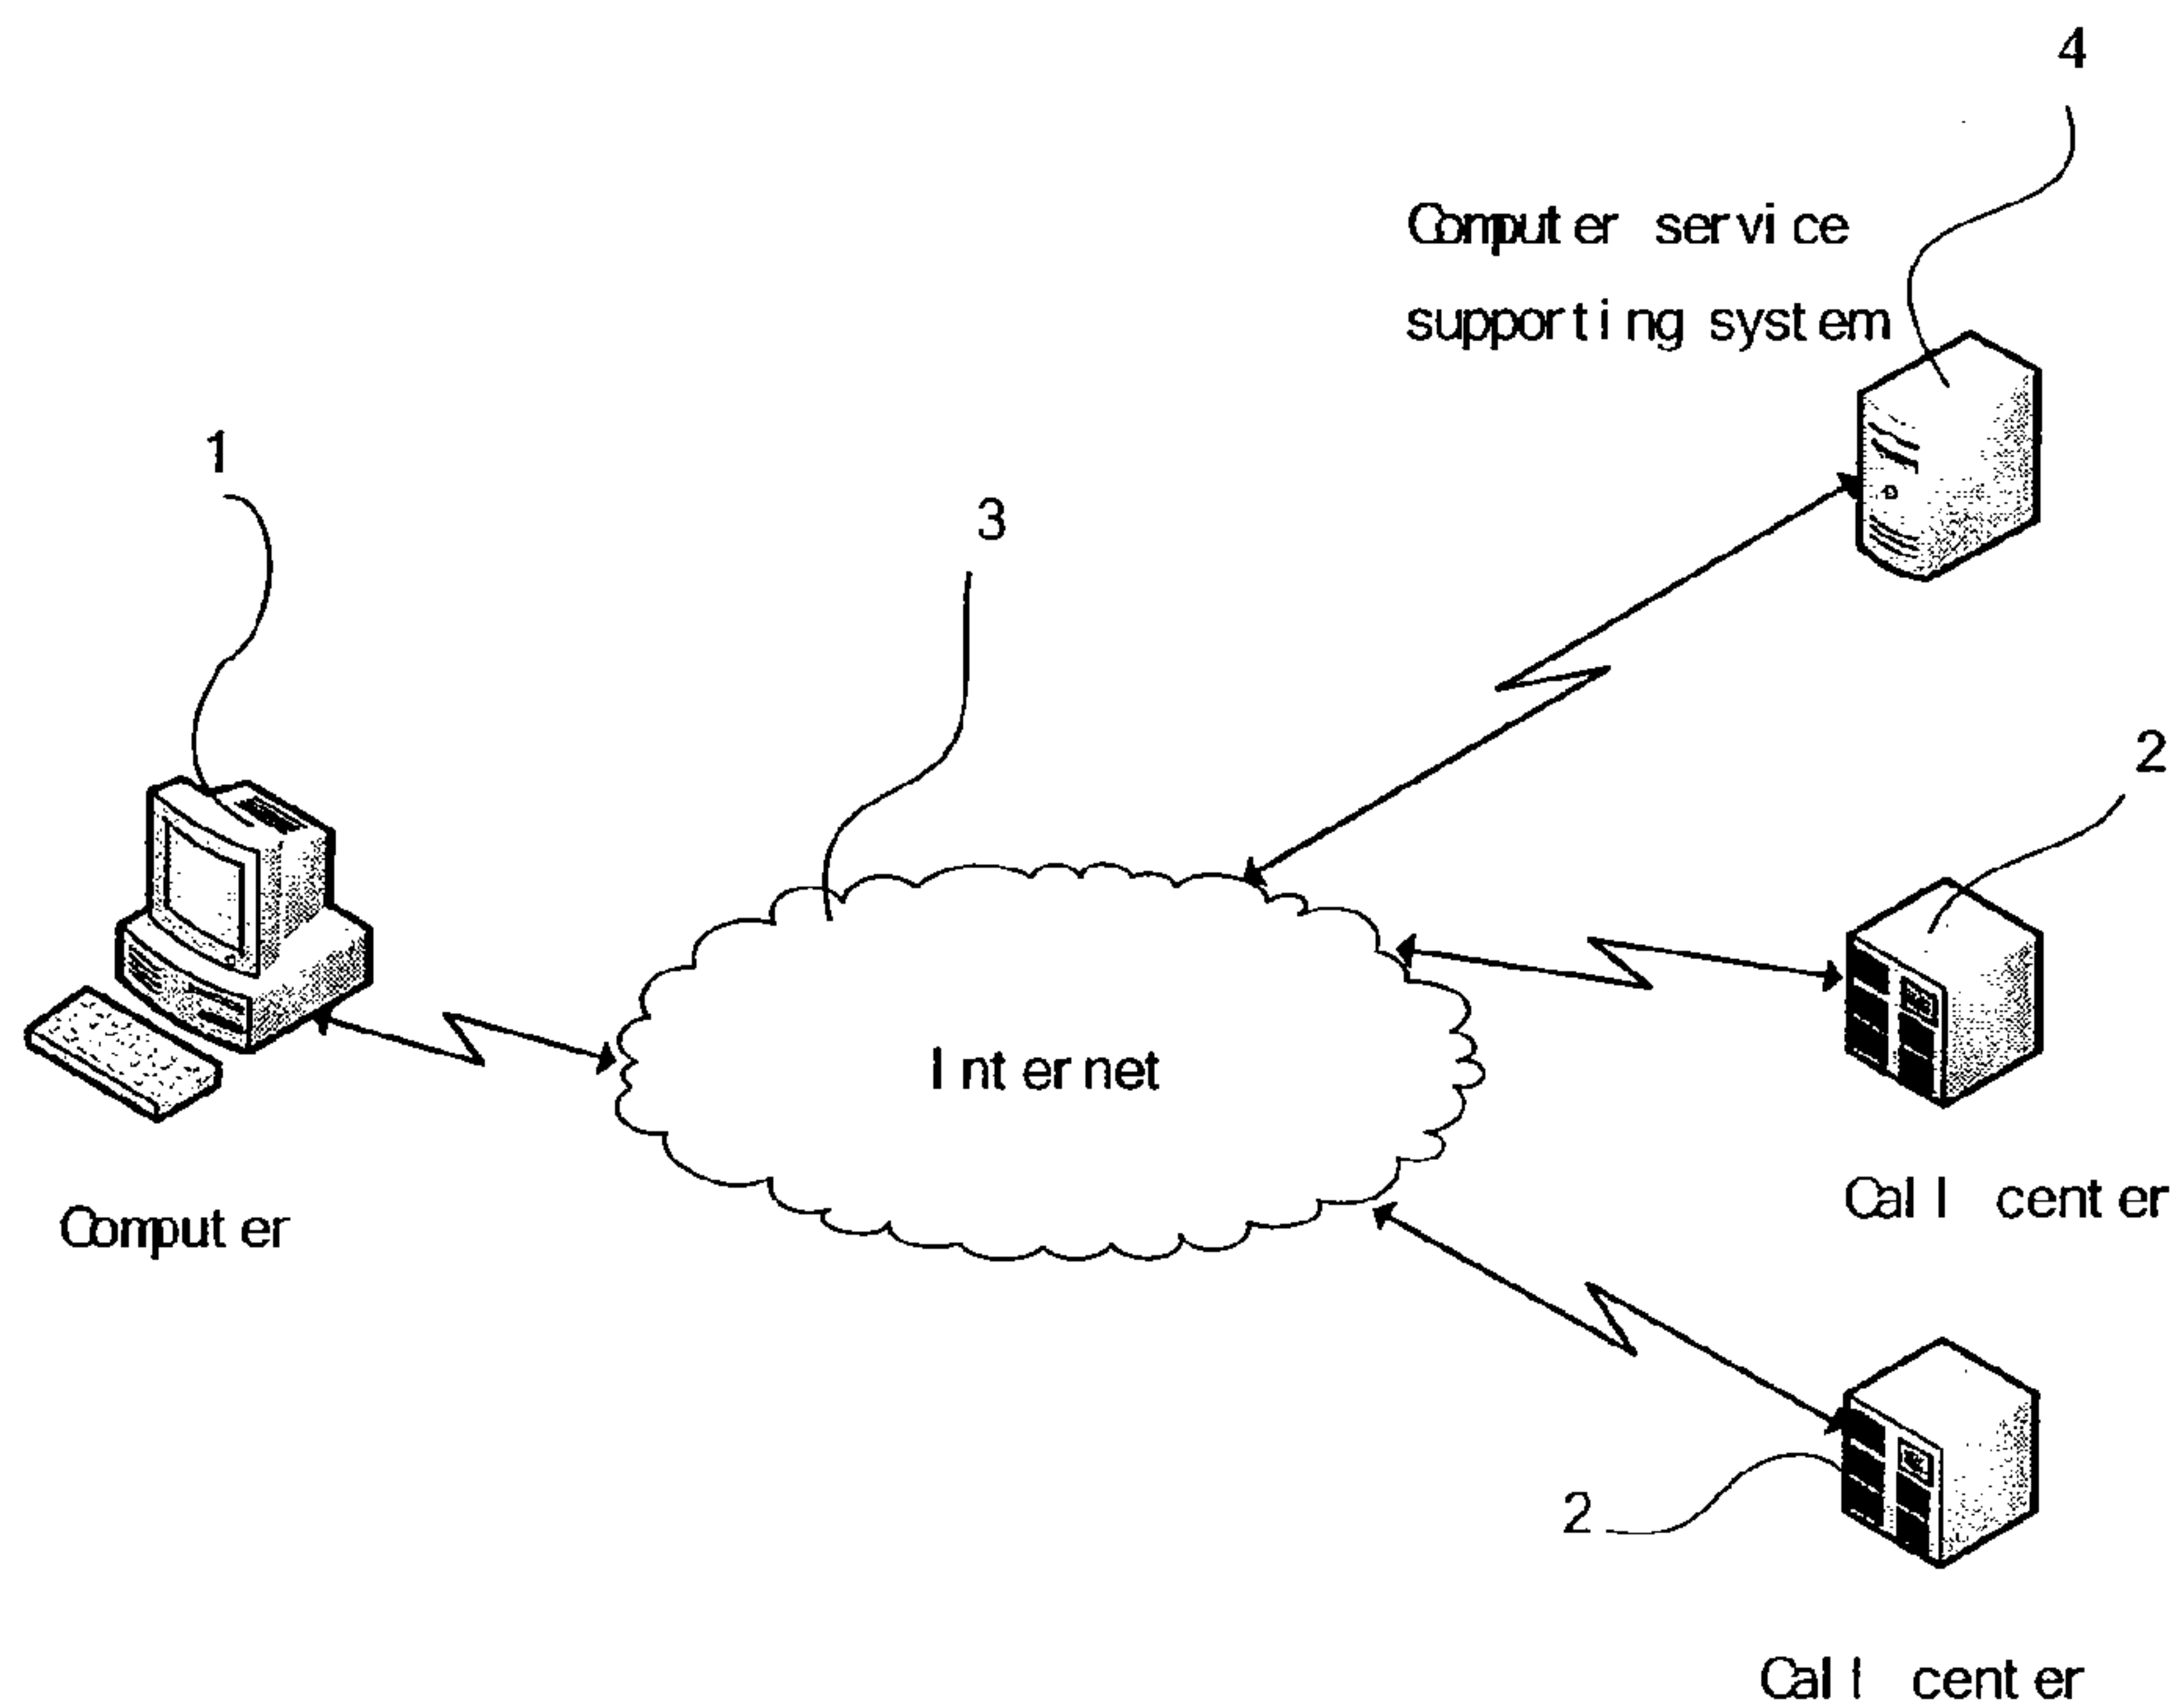 4
Computer service
supporting system
1
3
2
Internet
Computer
Call center
2
Call center